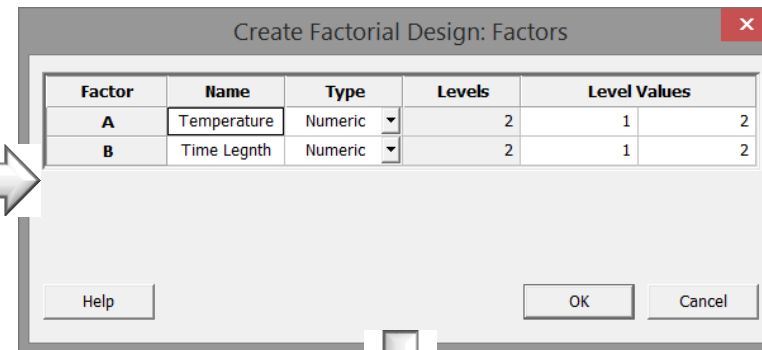 Create Factorial Design: Factors
Factor Name Type Levels Level Values
A Temperature Numeric 2 1 2
B Time Legnth Numeric 2 1 2
Help OK Cancel